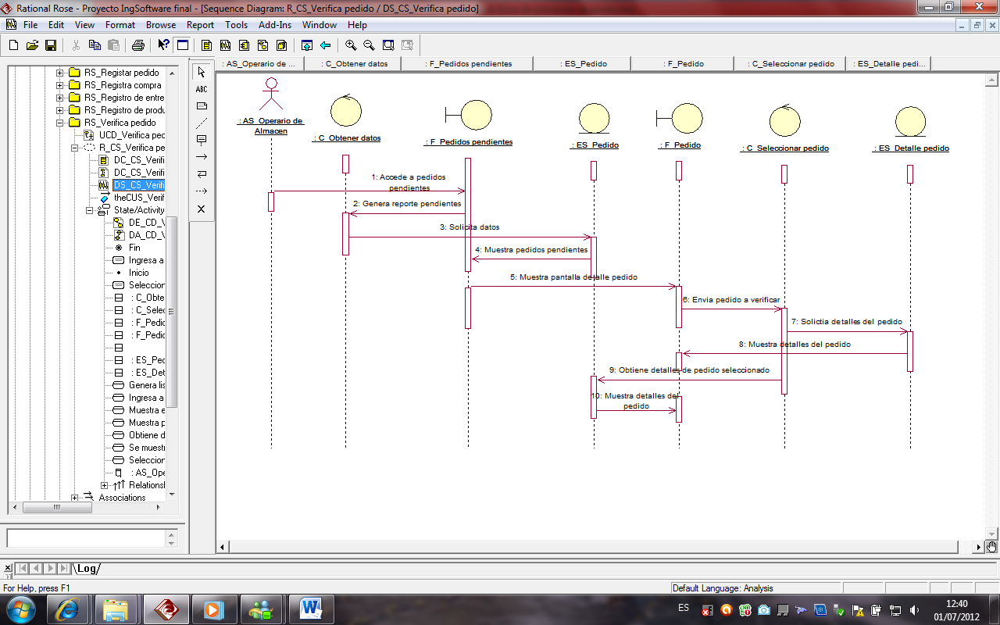 Rational Rose - Proyecto IngSoftware final - [Sequence Diagram: R_CS_Verifica pedido / DS_CS_Verifica pedido]
File Edit View Format Browse Report Tools Add-Ins Window Help
RS_Registar pedido
RS_Registra compra
RS_Registro de entre
RS_Registro de produ
RS_Verifica pedido
UCD_Verifica pec
R_CS_Verifica pe
DC_CS_Verifi
DC_CS_Verifi
DS_CS_Verifi
theCUS_Verif
State/Activity
DE_CD_V
DA_CD_V
Fin
Ingresa a
Inicio
Seleccion
: C_Obte
: C_Selec
: F_Pedic
: F_Pedic
: ES_Pec
: ES_Det
Genera lis
Ingresa a
Muestra e
Muestra p
Obtiene d
Se muest
Seleccion
: AS_Ope
Relations
Associations
ABC
: AS_Operario de ...
: C_Obtener datos
: F_Pedidos pendientes
: ES_Pedido
: F_Pedido
: C_Seleccionar pedido
: ES_Detalle pedi...
: AS_Operario de
Almacen
: C_Obtener datos
: F_Pedidos pendientes
: ES_Pedido
: F_Pedido
: C_Seleccionar pedido
: ES_Detalle pedido
1: Accede a pedidos
pendientes
2: Genera reporte pendientes
3: Solicita datos
4: Muestra pedidos pendientes
5: Muestra pantalla detalle pedido
6: Envia pedido a verificar
7: Solictia detalles del pedido
8: Muestra detalles del pedido
9: Obtiene detalles de pedido seleccionado
10: Muestra detalles del
pedido
Log
For Help, press F1
Default Language: Analysis
ES
12:40
01/07/2012